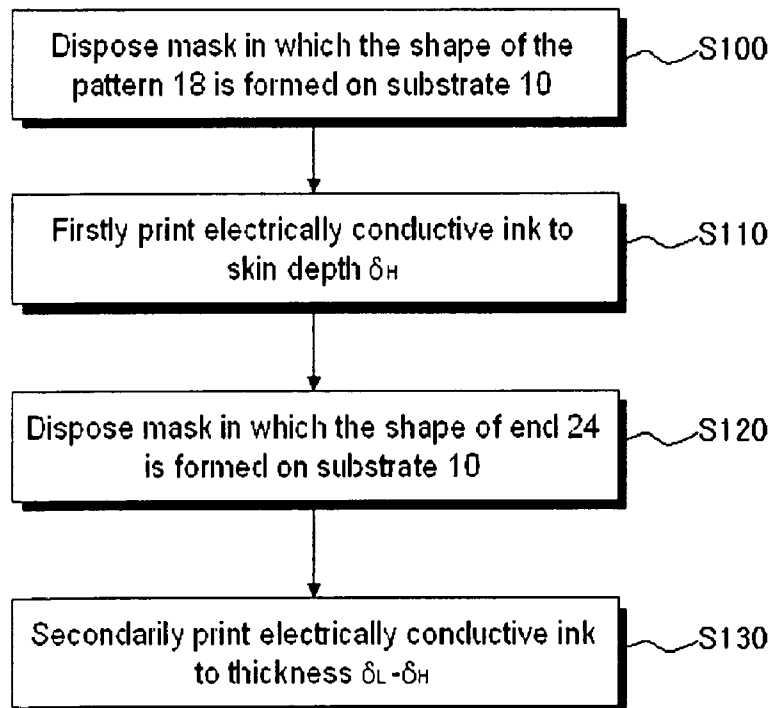 Dispose mask in which the shape of the
pattern 18 is formed on substrate 10
S100
Firstly print electrically conductive ink to
skin depth δH
S110
Dispose mask in which the shape of end 24
is formed on substrate 10
S120
Secondarily print electrically conductive ink
to thickness δL-δH
S130